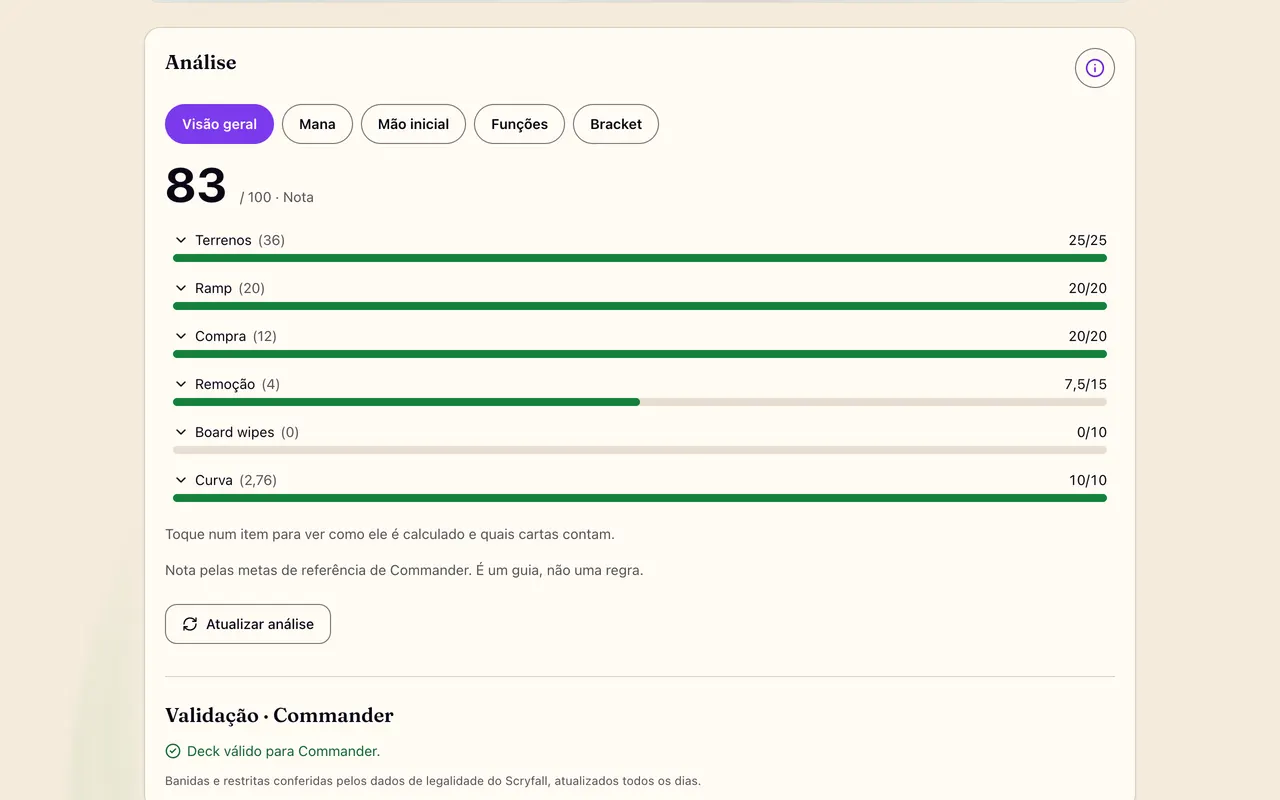 Análise
Visão geral
Mana
Mão inicial
Funções
Bracket
83 / 100 · Nota
Terrenos (36) 25/25
Ramp (20) 20/20
Compra (12) 20/20
Remoção (4) 7,5/15
Board wipes (0) 0/10
Curva (2,76) 10/10
Toque num item para ver como ele é calculado e quais cartas contam.
Nota pelas metas de referência de Commander. É um guia, não uma regra.
Atualizar análise
Validação · Commander
Deck válido para Commander.
Banidas e restritas conferidas pelos dados de legalidade do Scryfall, atualizados todos os dias.